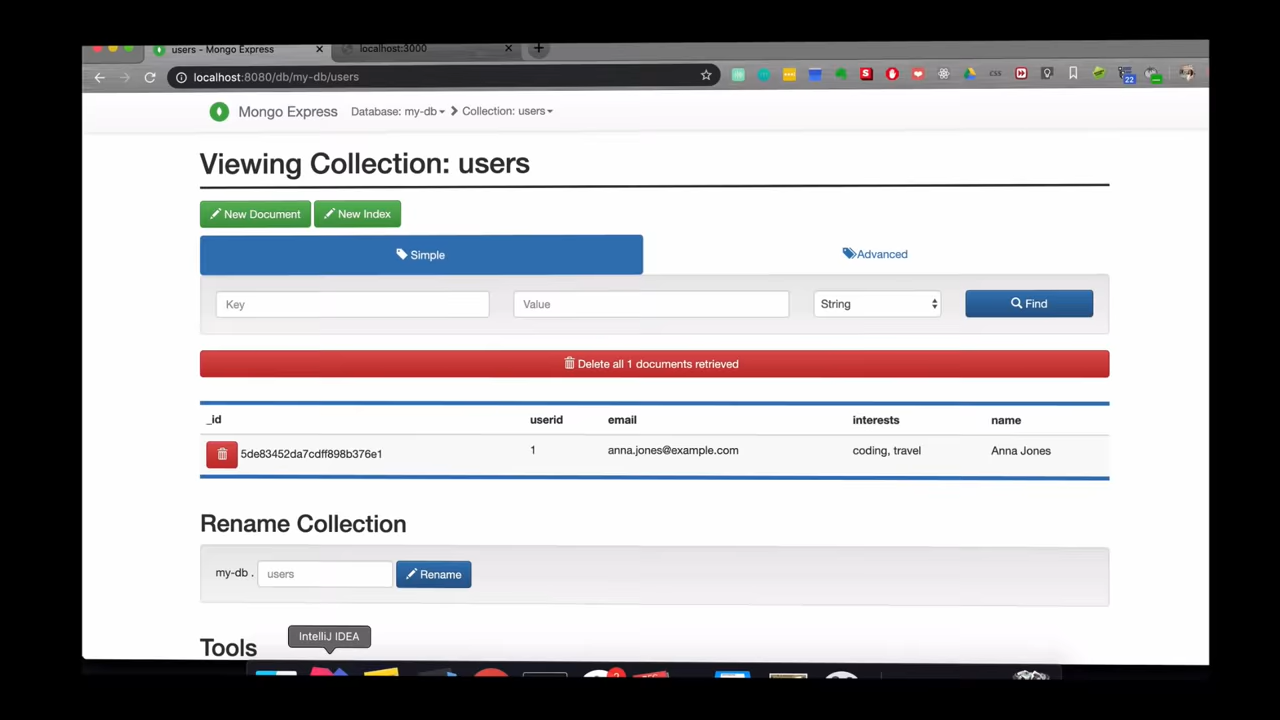 users - Mongo Express
localhost:3000
localhost:8080/db/my-db/users
22
Mongo Express Database: my-db Collection: users
Viewing Collection: users
New Document New Index
Simple Advanced
Key Value String Find
Delete all 1 documents retrieved
_id userid email interests name
5de83452da7cdff898b376e1 1 anna.jones@example.com coding, travel Anna Jones
Rename Collection
my-db . users Rename
IntelliJ IDEA
Tools